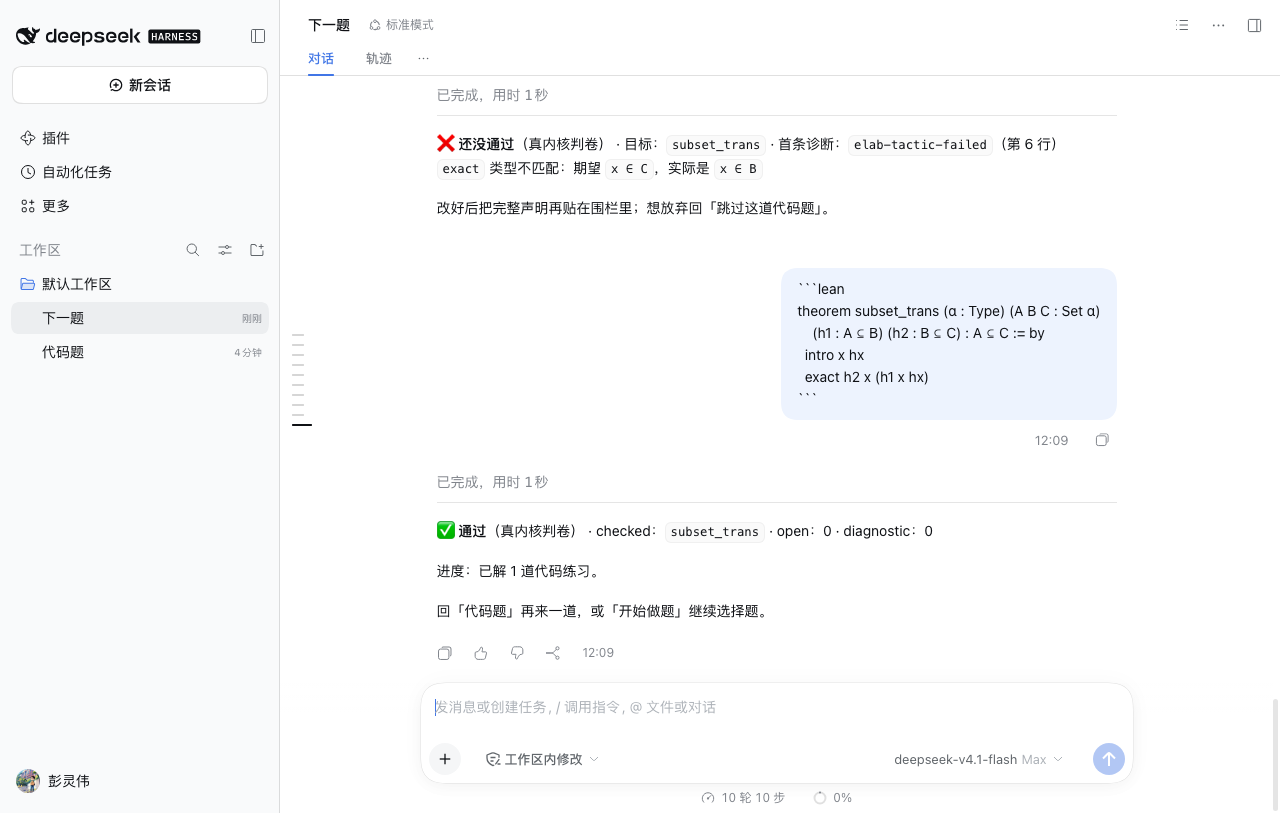 deepseek HARNESS
新会话
插件
自动化任务
更多
工作区
默认工作区
下一题 刚刚
代码题 4 分钟
彭灵伟
下一题 标准模式
对话 轨迹 ···
已完成，用时 1 秒
❌ 还没通过（真内核判卷） · 目标： subset_trans · 首条诊断： elab-tactic-failed （第 6 行）
exact 类型不匹配：期望 x ∈ C ，实际是 x ∈ B
改好后把完整声明再贴在围栏里；想放弃回「跳过这道代码题」。
```lean
theorem subset_trans (α : Type) (A B C : Set α)
(h1 : A ⊆ B) (h2 : B ⊆ C) : A ⊆ C := by
intro x hx
exact h2 x (h1 x hx)
```
12:09
已完成，用时 1 秒
✅ 通过（真内核判卷） · checked： subset_trans · open：0 · diagnostic：0
进度：已解 1 道代码练习。
回「代码题」再来一道，或「开始做题」继续选择题。
12:09
发消息或创建任务, / 调用指令, @ 文件或对话
工作区内修改
deepseek-v4.1-flash Max
10 轮 10 步 0%